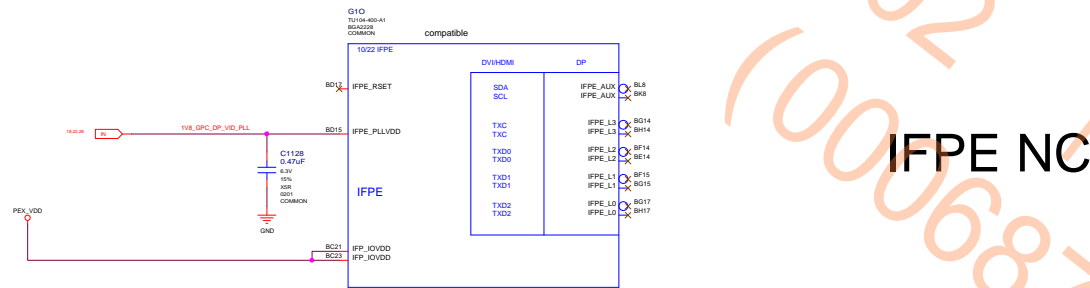 G1O
TU104-400-A1
BGA2228
COMMON
compatible
10/22 IFPE
DVI/HDMI DP
BD17 IFPE_RSET
SDA IFPE_AUX BL8
SCL IFPE_AUX BK8
IN 1V8_GPC_DP_VID_PLL BD15 IFPE_PLLVDD
TXC IFPE_L3 BG14
TXC IFPE_L3 BH14
TXD0 IFPE_L2 BF14
TXD0 IFPE_L2 BE14
TXD1 IFPE_L1 BF15
TXD1 IFPE_L1 BG15
TXD2 IFPE_L0 BG17
TXD2 IFPE_L0 BH17
C1128
0.47uF
6.3V
15%
X5R
0201
COMMON
GND
IFPE
PEX_VDD
BC21 IFP_IOVDD
BC23 IFP_IOVDD
IFPE NC